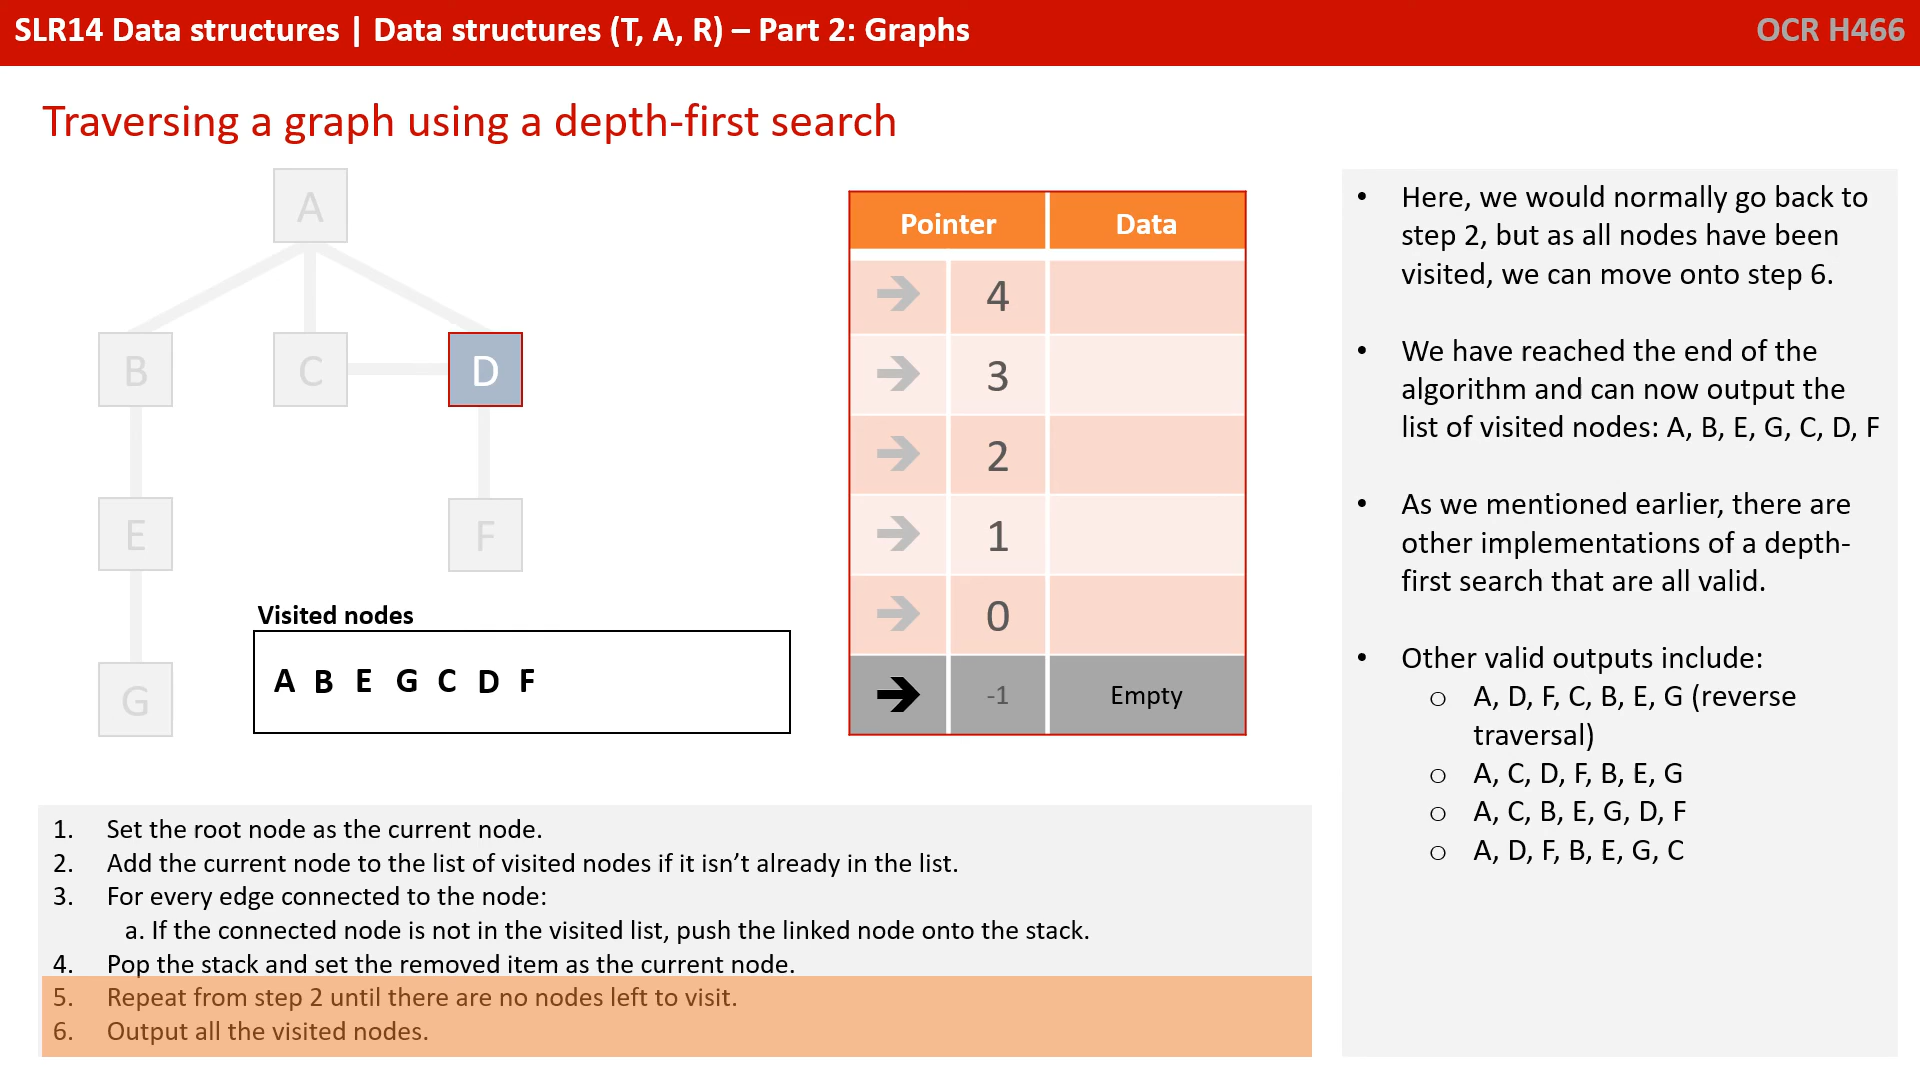 SLR14 Data structures | Data structures (T, A, R) – Part 2: Graphs
OCR H466
Traversing a graph using a depth-first search
A
B
C
D
E
F
G
Visited nodes
A B E G C D F
Pointer Data
4
3
2
1
0
-1 Empty
1. Set the root node as the current node.
2. Add the current node to the list of visited nodes if it isn’t already in the list.
3. For every edge connected to the node:
a. If the connected node is not in the visited list, push the linked node onto the stack.
4. Pop the stack and set the removed item as the current node.
5. Repeat from step 2 until there are no nodes left to visit.
6. Output all the visited nodes.
• Here, we would normally go back to
step 2, but as all nodes have been
visited, we can move onto step 6.
• We have reached the end of the
algorithm and can now output the
list of visited nodes: A, B, E, G, C, D, F
• As we mentioned earlier, there are
other implementations of a depth-
first search that are all valid.
• Other valid outputs include:
o A, D, F, C, B, E, G (reverse
traversal)
o A, C, D, F, B, E, G
o A, C, B, E, G, D, F
o A, D, F, B, E, G, C